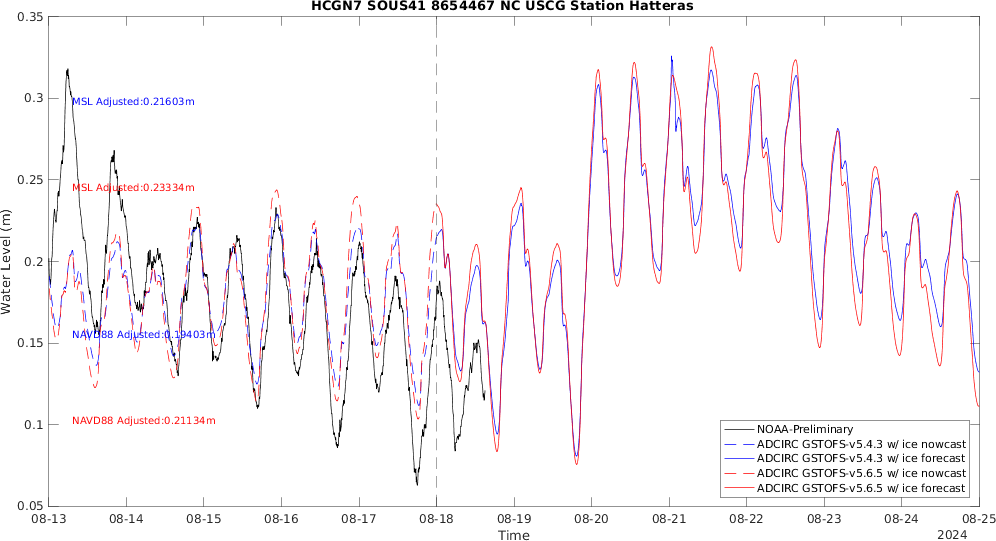 HCGN7 SOUS41 8654467 NC USCG Station Hatteras
0.35
0.3
0.25
0.2
0.15
0.1
0.05
Water Level (m)
MSL Adjusted:0.21603m
MSL Adjusted:0.23334m
NAVD88 Adjusted:0.19403m
NAVD88 Adjusted:0.21134m
NOAA-Preliminary
ADCIRC GSTOFS-v5.4.3 w/ ice nowcast
ADCIRC GSTOFS-v5.4.3 w/ ice forecast
ADCIRC GSTOFS-v5.6.5 w/ ice nowcast
ADCIRC GSTOFS-v5.6.5 w/ ice forecast
08-13 08-14 08-15 08-16 08-17 08-18 08-19 08-20 08-21 08-22 08-23 08-24 08-25
Time
2024